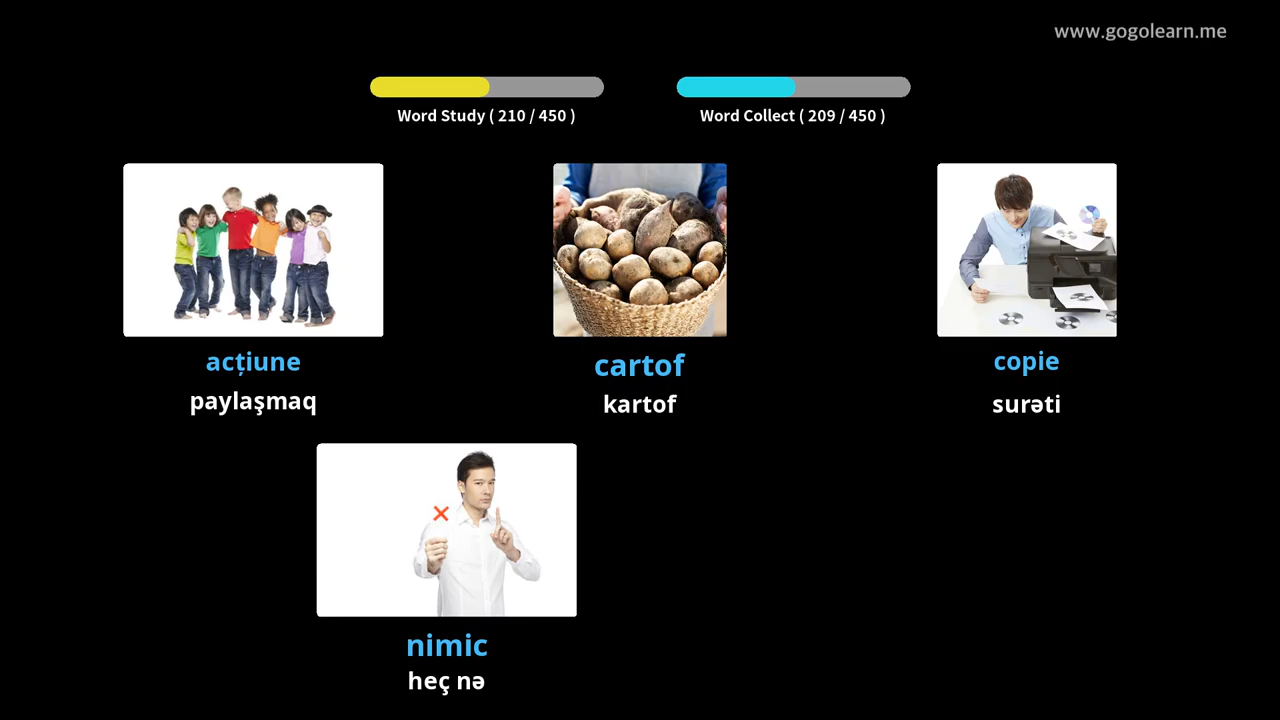 www.gogolearn.me
Word Study ( 210 / 450 )
Word Collect ( 209 / 450 )
acțiune
paylaşmaq
cartof
kartof
copie
surəti
nimic
heç nə